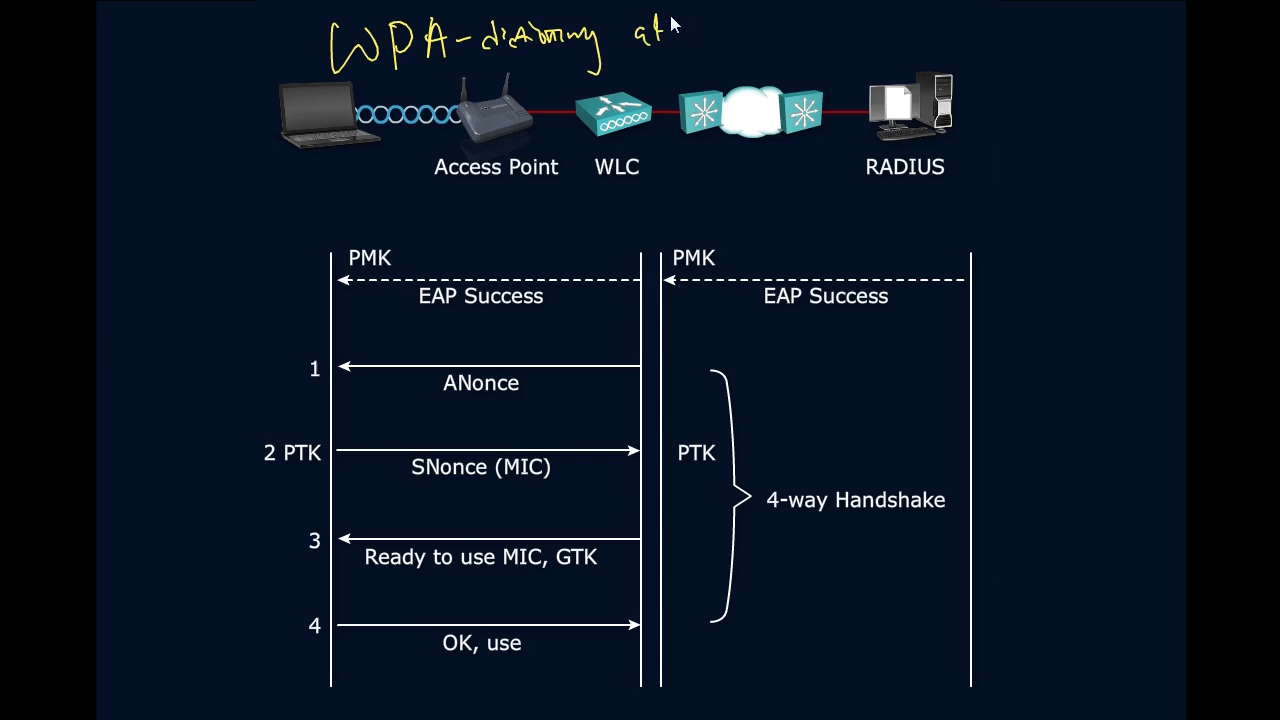 WPA-dictionary at
Access Point WLC RADIUS
PMK PMK
EAP Success EAP Success
1
ANonce
2 PTK PTK
SNonce (MIC)
4-way Handshake
3
Ready to use MIC, GTK
4
OK, use